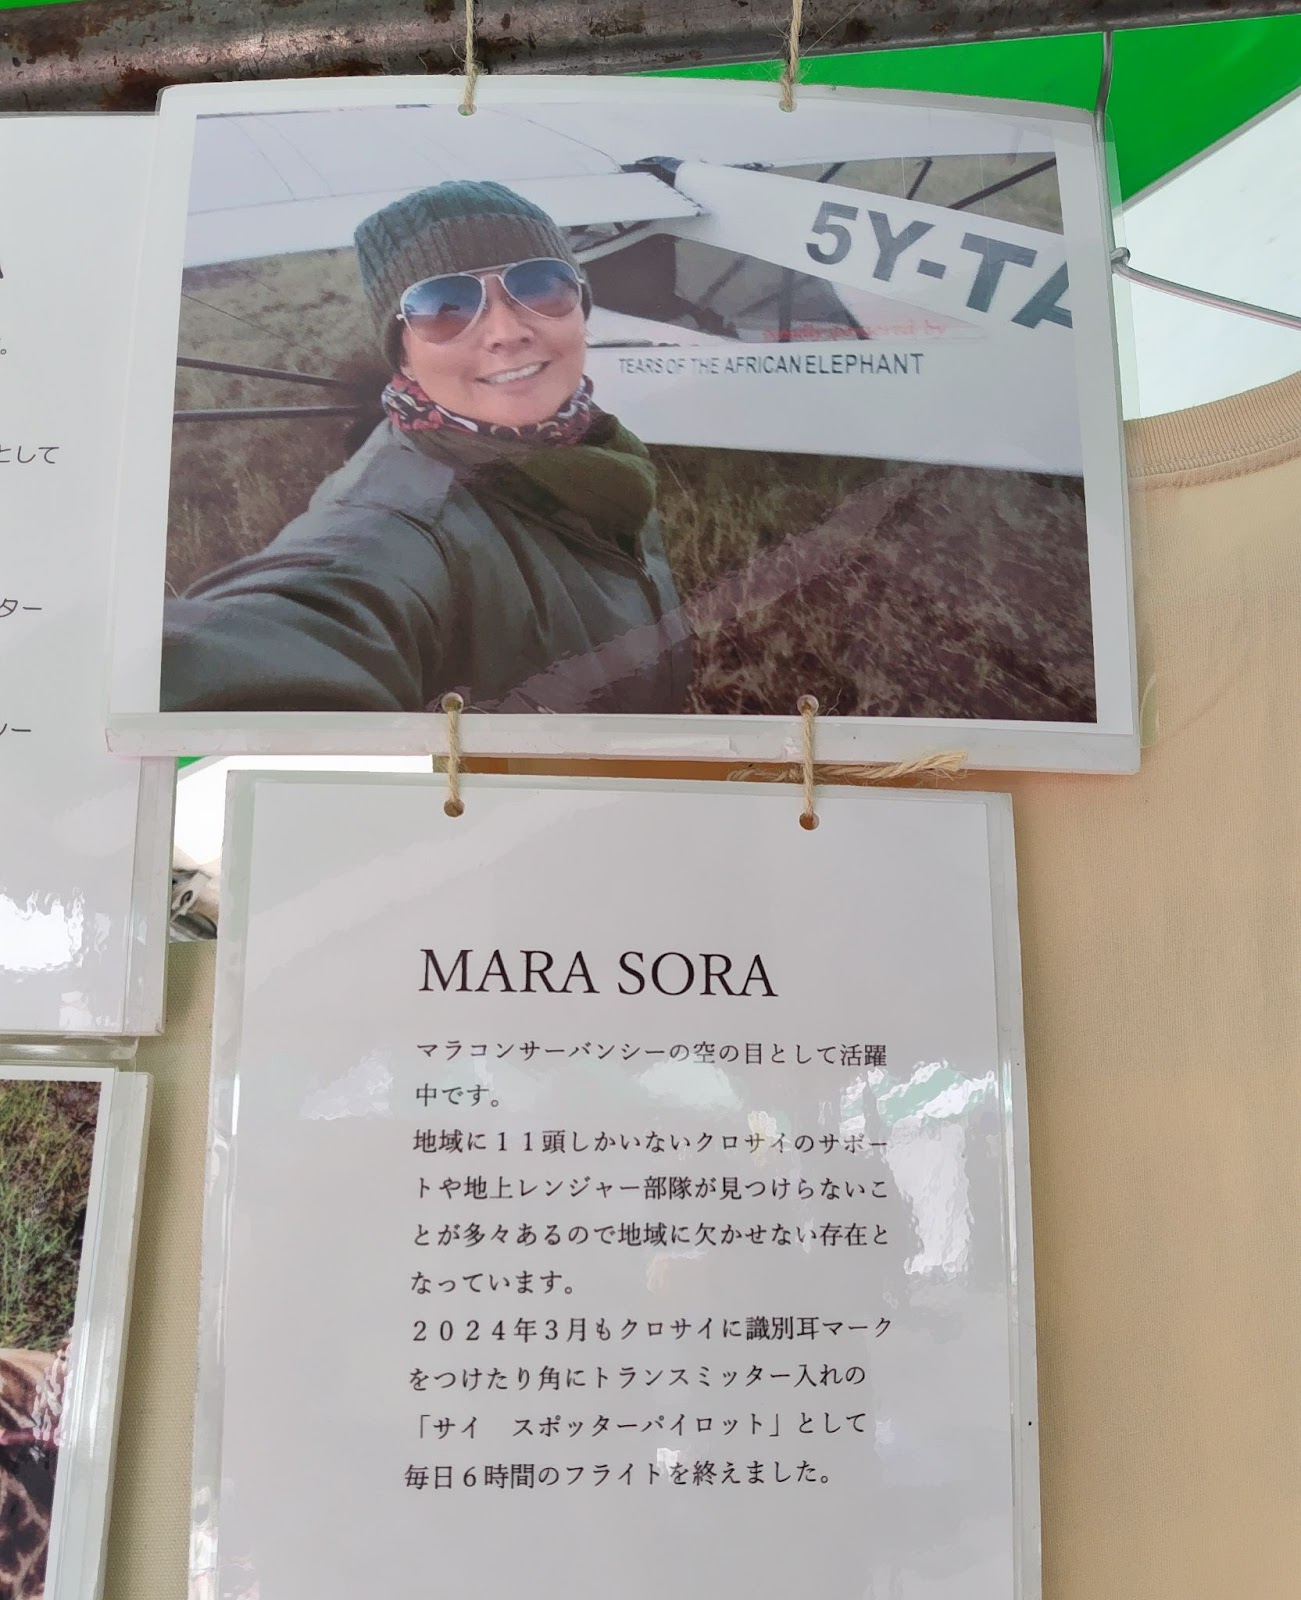 5Y-TA
TEARS OF THE AFRICAN ELEPHANT
として
ター
MARA SORA
マラコンサーバンシーの空の目として活躍
中です。
地域に１１頭しかいないクロサイのサポー
トや地上レンジャー部隊が見つけらないこ
とが多々あるので地域に欠かせない存在と
なっています。
２０２４年３月もクロサイに識別耳マーク
をつけたり角にトランスミッター入れの
「サイ　スポッターパイロット」として
毎日６時間のフライトを終えました。